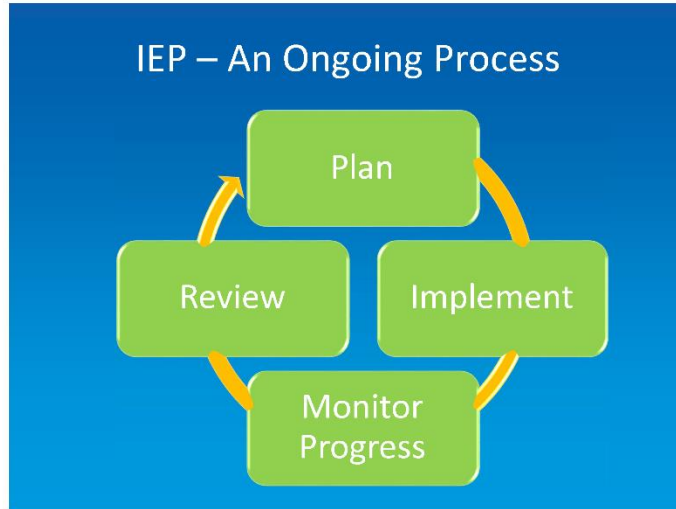 IEP – An Ongoing Process
Plan
Implement
Monitor
Progress
Review